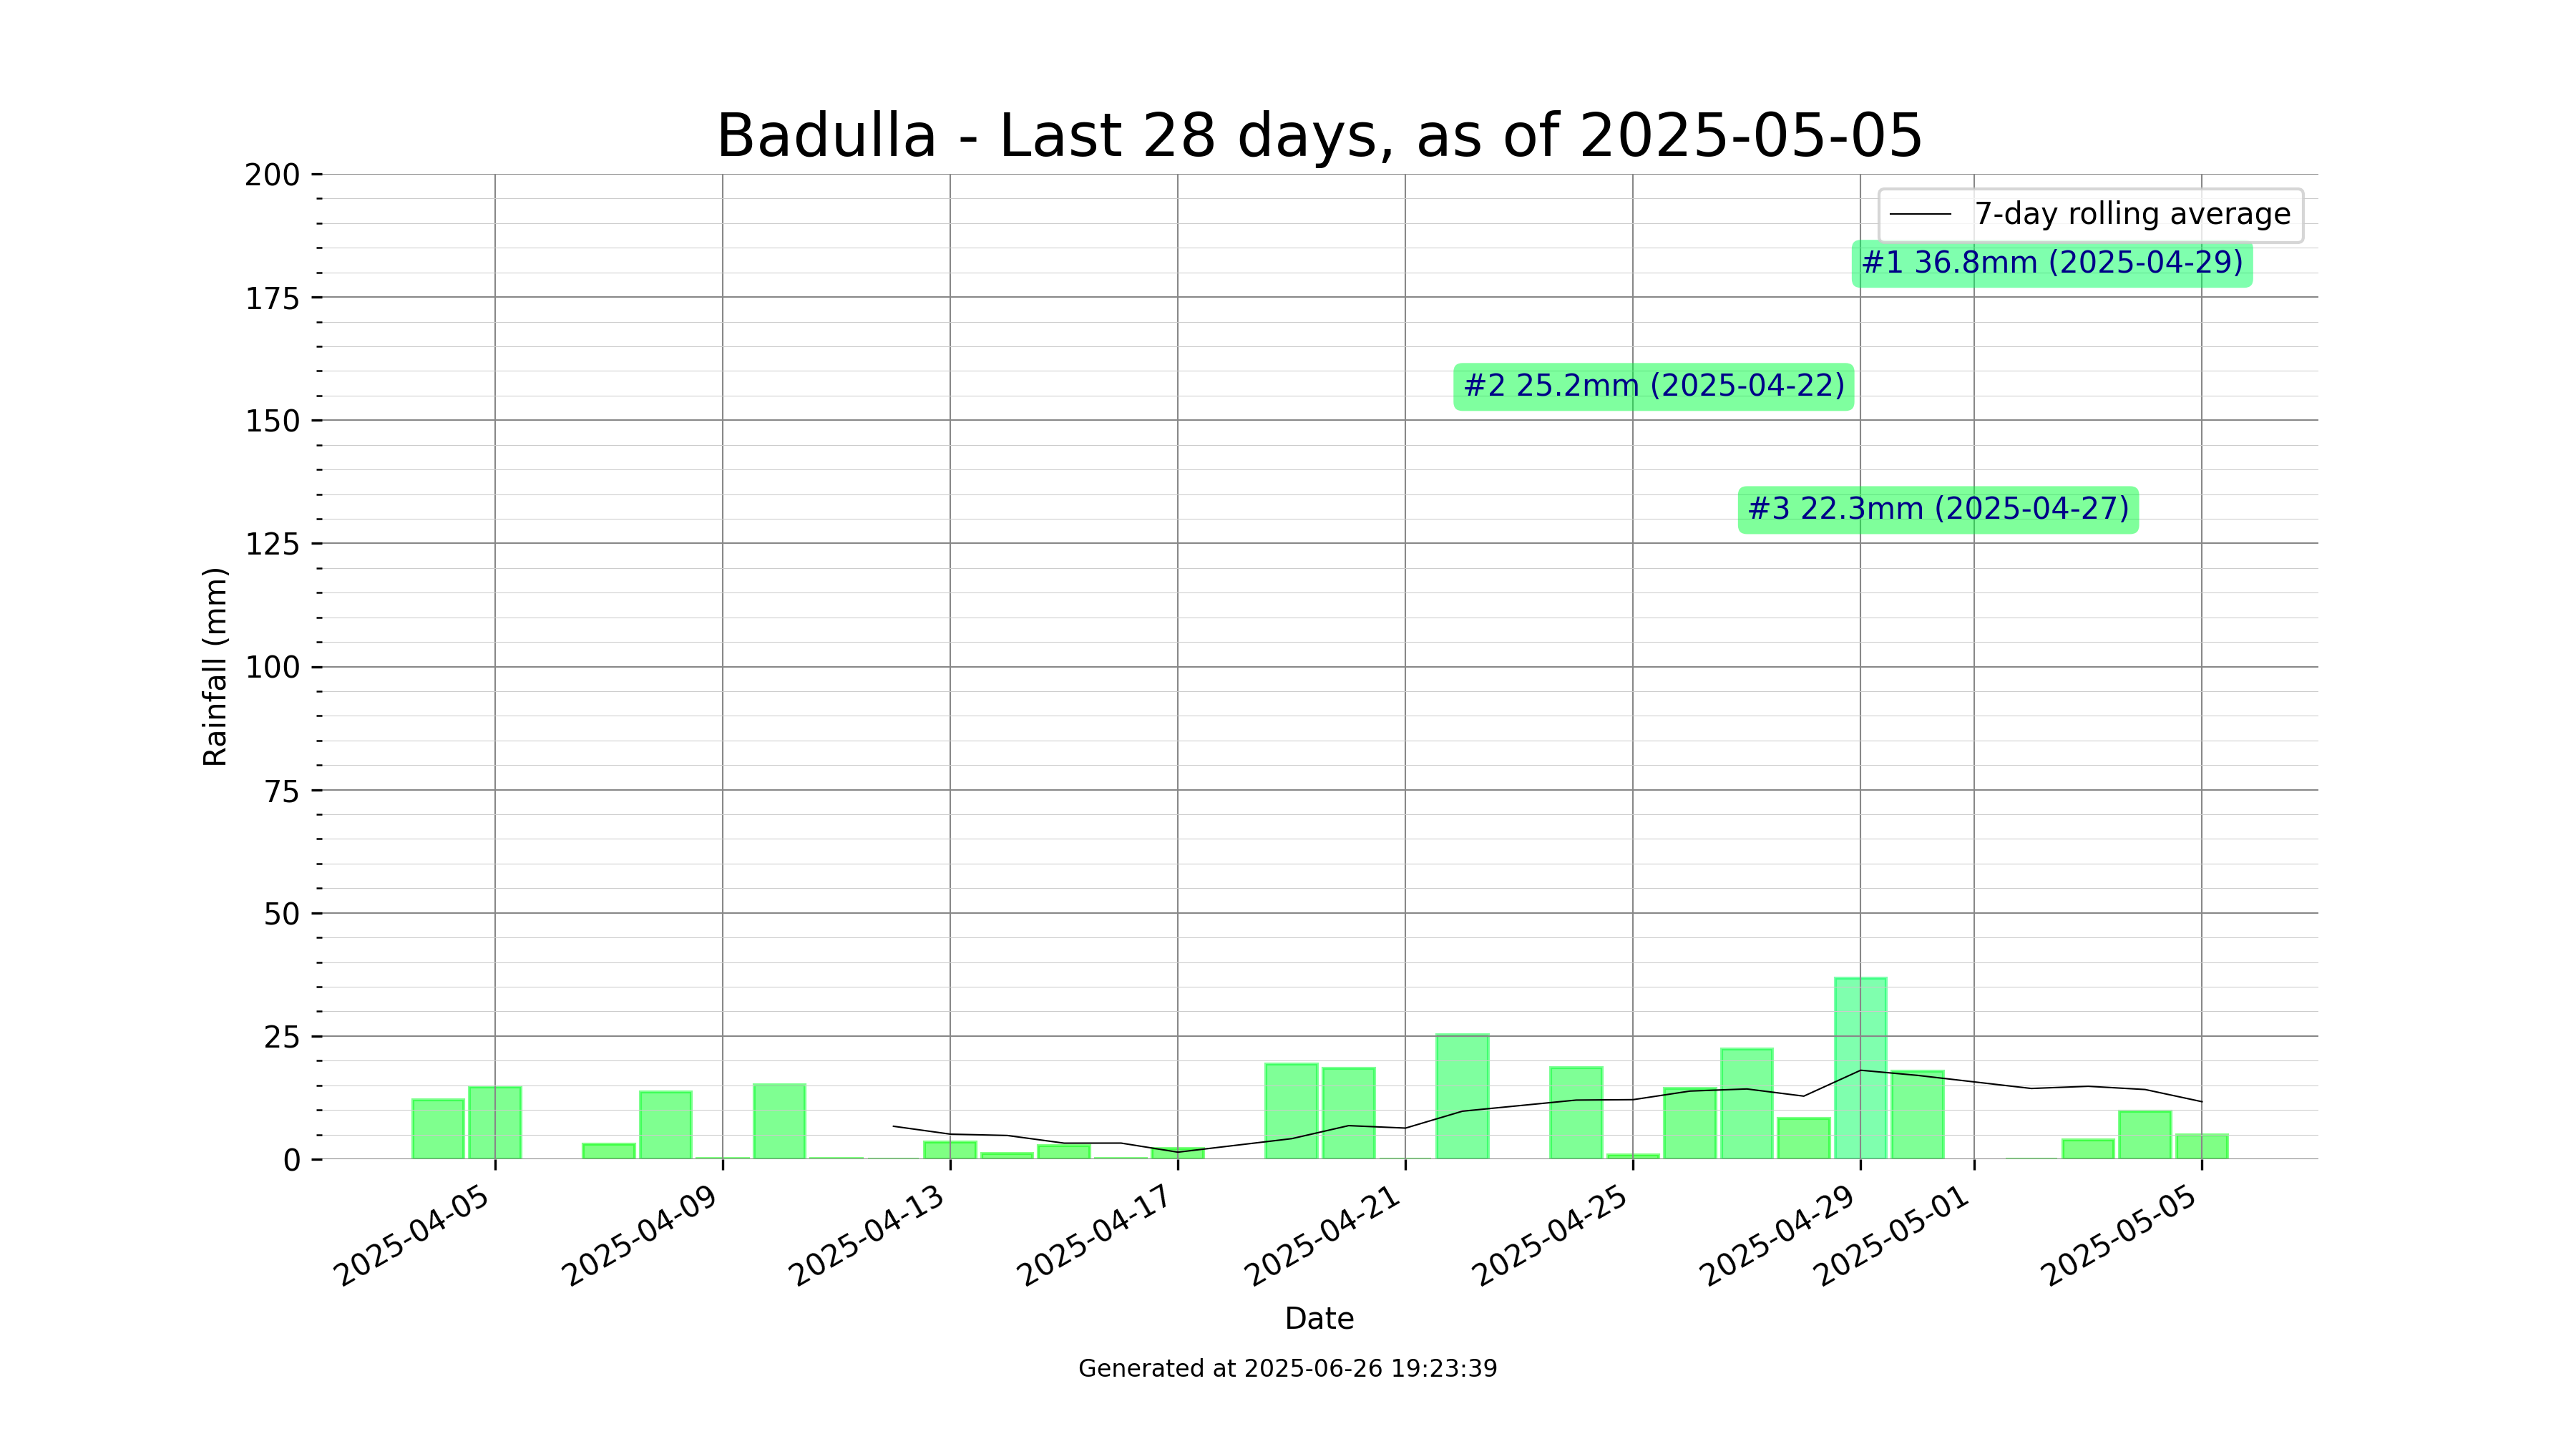 Badulla - Last 28 days, as of 2025-05-05
200
175
150
125
100
75
50
25
0
Rainfall (mm)
7-day rolling average
#1 36.8mm (2025-04-29)
#2 25.2mm (2025-04-22)
#3 22.3mm (2025-04-27)
2025-04-05
2025-04-09
2025-04-13
2025-04-17
2025-04-21
2025-04-25
2025-04-29
2025-05-01
2025-05-05
Date
Generated at 2025-06-26 19:23:39